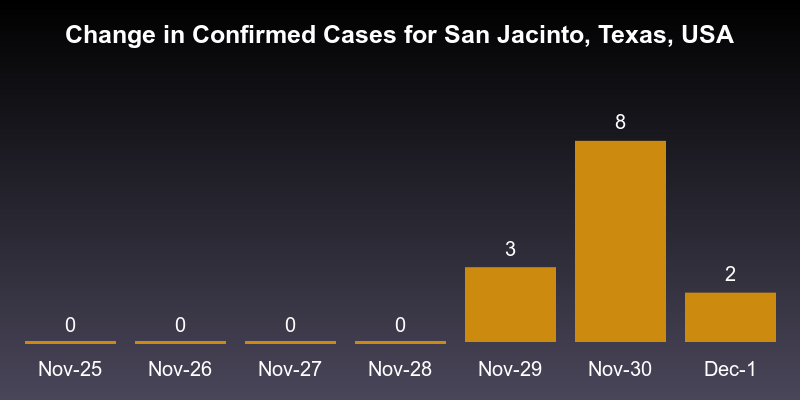 Change in Confirmed Cases for San Jacinto, Texas, USA
8
3
2
0 0 0 0
Nov-25 Nov-26 Nov-27 Nov-28 Nov-29 Nov-30 Dec-1